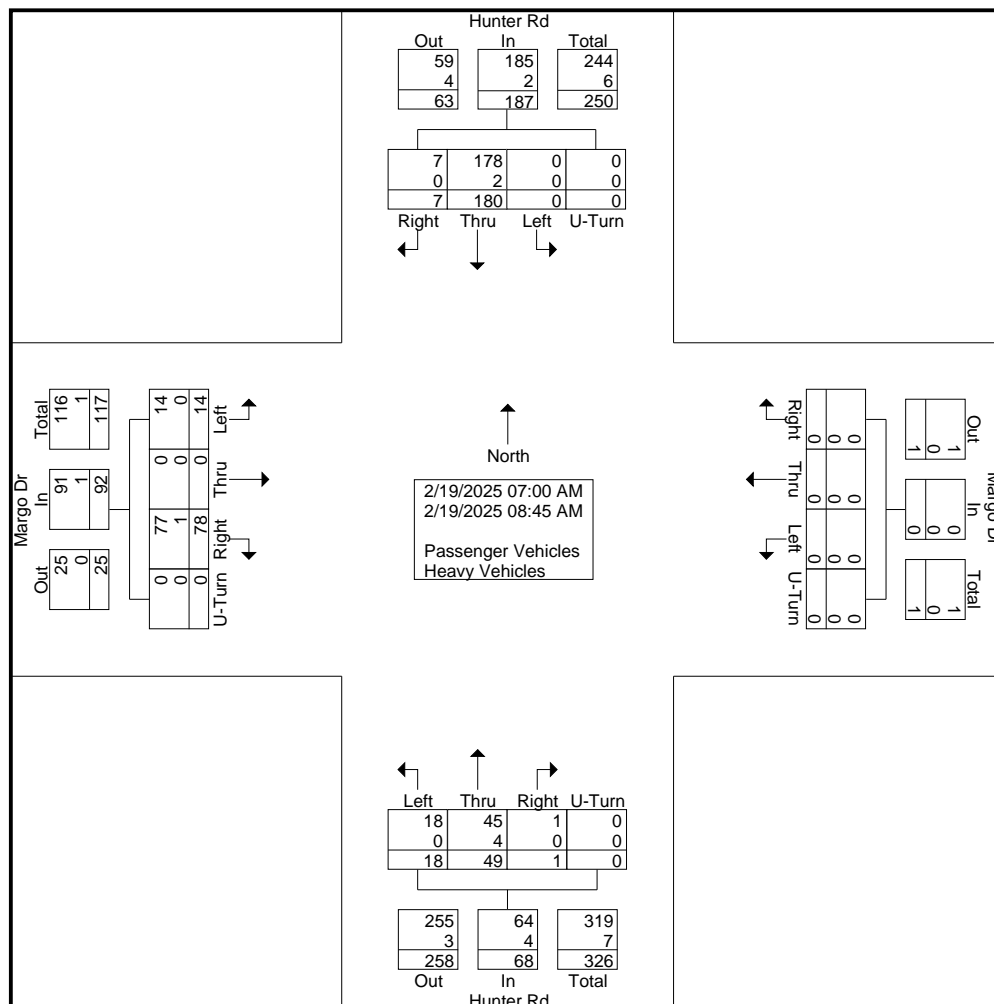 Hunter Rd
Out In Total
59 185 244
4 2 6
63 187 250
7 178 0 0
0 2 0 0
7 180 0 0
Right Thru Left U-Turn
Margo Dr
Total In Out
116 91 25
1 1 0
117 92 25
14 0 77 0
0 0 1 0
14 0 78 0
Left Thru Right U-Turn
North
2/19/2025 07:00 AM
2/19/2025 08:45 AM
Passenger Vehicles
Heavy Vehicles
Right Thru Left U-Turn
0 0 0 0
0 0 0 0
0 0 0 0
Out In Total
1 0 1
0 0 0
1 0 1
Margo Dr
Left Thru Right U-Turn
18 45 1 0
0 4 0 0
18 49 1 0
255 64 319
3 4 7
258 68 326
Out In Total
Hunter Rd